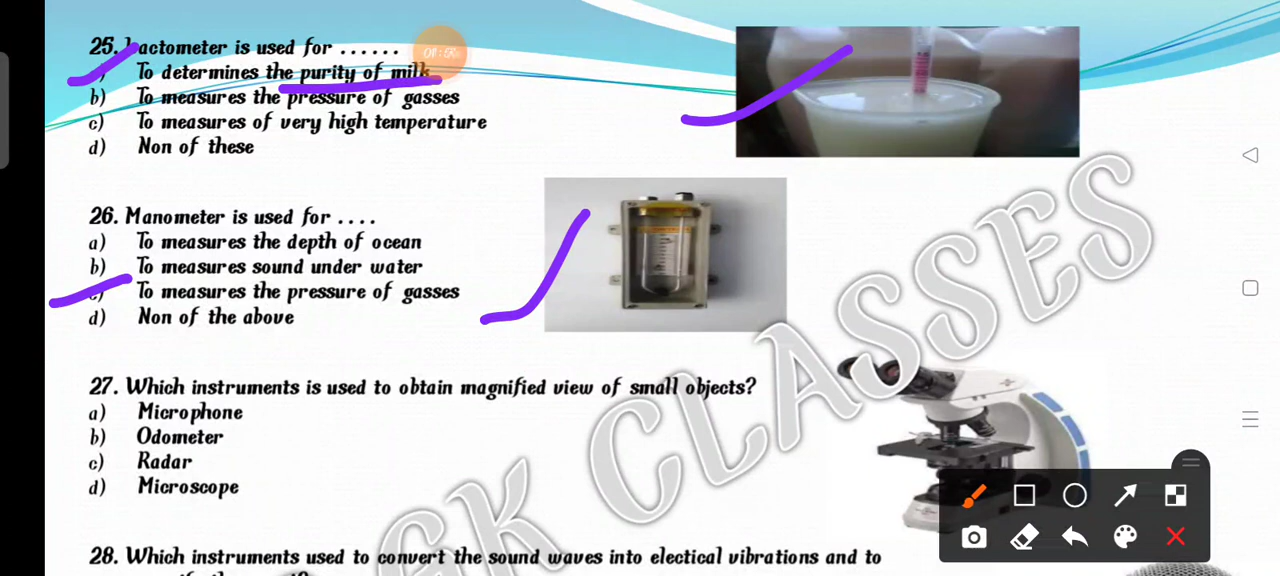 25. Lactometer is used for ......
To determines the purity of milk
b) To measures the pressure of gasses
c) To measures of very high temperature
d) Non of these
26. Manometer is used for ....
a) To measures the depth of ocean
b) To measures sound under water
c) To measures the pressure of gasses
d) Non of the above
27. Which instruments is used to obtain magnified view of small objects?
a) Microphone
b) Odometer
c) Radar
d) Microscope
GK CLASSES
28. Which instruments used to convert the sound waves into electical vibrations and to